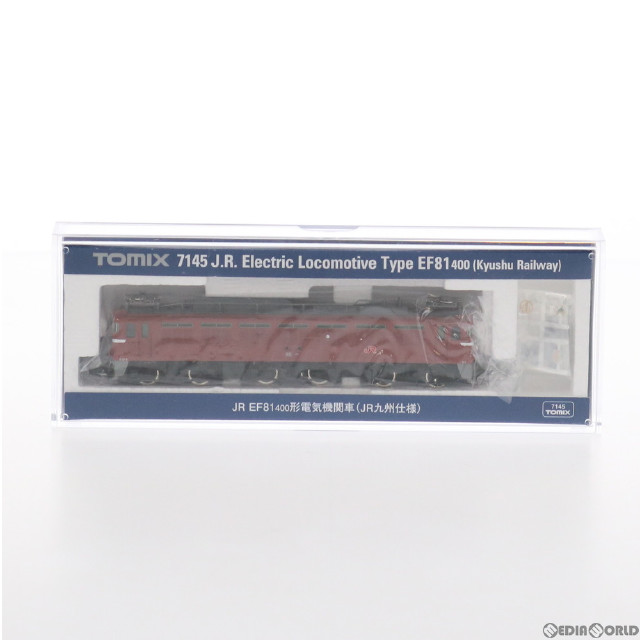 TOMIX 7145 J.R. Electric Locomotive Type EF81 400 (Kyushu Railway)
JR EF81 400形電気機関車(JR九州仕様)
7145
TOMIX
©MEDIAWORLD